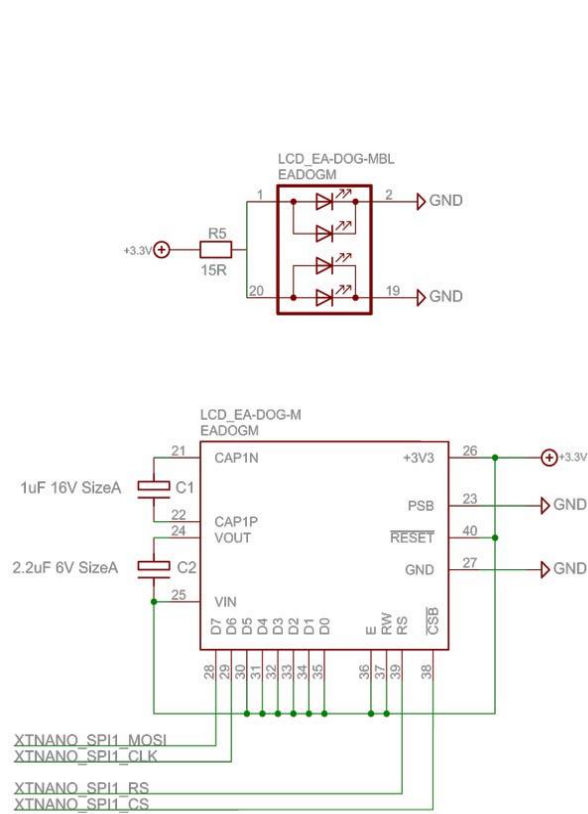 LCD_EA-DOG-MBL
EADOGM
1
2
GND
R5
+3.3V
15R
20
19
GND
LCD_EA-DOG-M
EADOGM
21
CAP1N
+3V3
26
+3.3V
1uF 16V SizeA
C1
PSB
23
GND
22
CAP1P
24
VOUT
RESET
40
2.2uF 6V SizeA
C2
GND
27
GND
25
VIN
D7
D6
D5
D4
D3
D2
D1
D0
E
RW
RS
CSB
28
29
30
31
32
33
34
35
36
37
39
38
XTNANO_SPI1_MOSI
XTNANO_SPI1_CLK
XTNANO_SPI1_RS
XTNANO_SPI1_CS